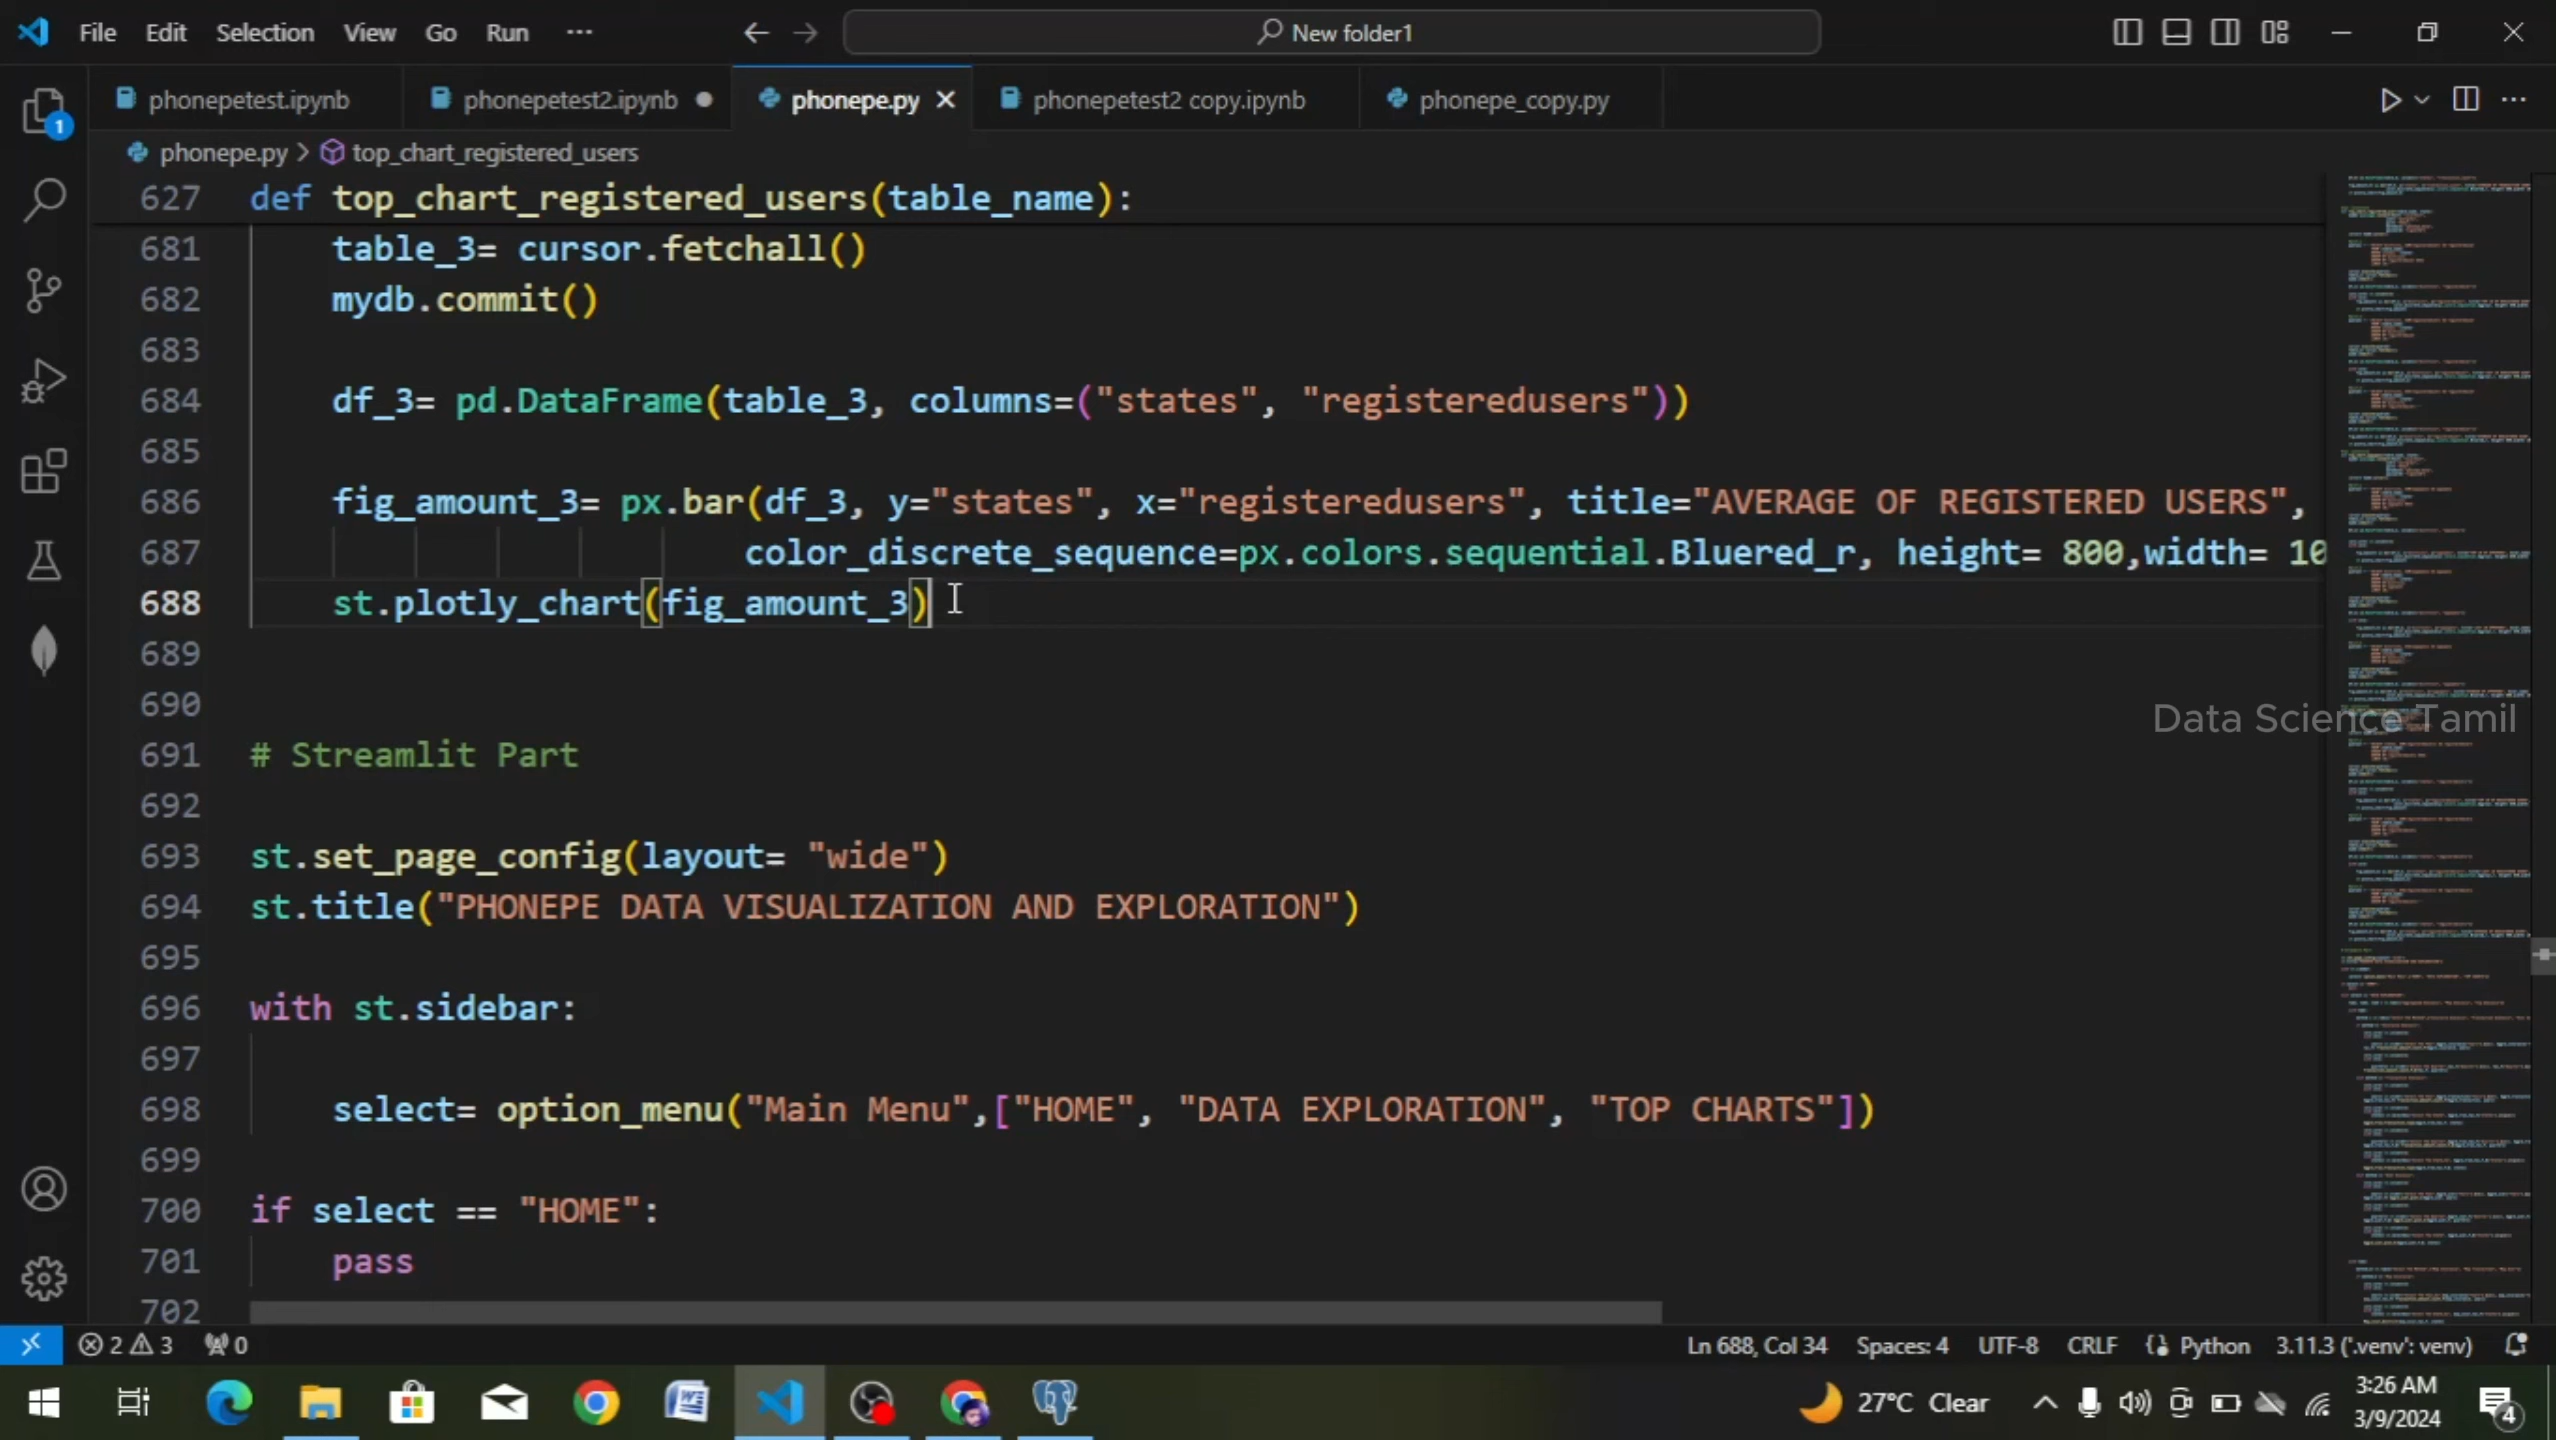 File Edit Selection View Go Run ··· New folder1
phonepetest.ipynb phonepetest2.ipynb phonepe.py phonepetest2 copy.ipynb phonepe_copy.py
phonepe.py > top_chart_registered_users
627 def top_chart_registered_users(table_name):
681 table_3= cursor.fetchall()
682 mydb.commit()
683
684 df_3= pd.DataFrame(table_3, columns=("states", "registeredusers"))
685
686 fig_amount_3= px.bar(df_3, y="states", x="registeredusers", title="AVERAGE OF REGISTERED USERS",
687 color_discrete_sequence=px.colors.sequential.Bluered_r, height= 800,width= 10
688 st.plotly_chart(fig_amount_3)
689
690
Data Science Tamil
691 # Streamlit Part
692
693 st.set_page_config(layout= "wide")
694 st.title("PHONEPE DATA VISUALIZATION AND EXPLORATION")
695
696 with st.sidebar:
697
698 select= option_menu("Main Menu",["HOME", "DATA EXPLORATION", "TOP CHARTS"])
699
700 if select == "HOME":
701 pass
702
2 3 0 Ln 688, Col 34 Spaces: 4 UTF-8 CRLF Python 3.11.3 ('.venv': venv)
27°C Clear 3:26 AM
3/9/2024
4
1